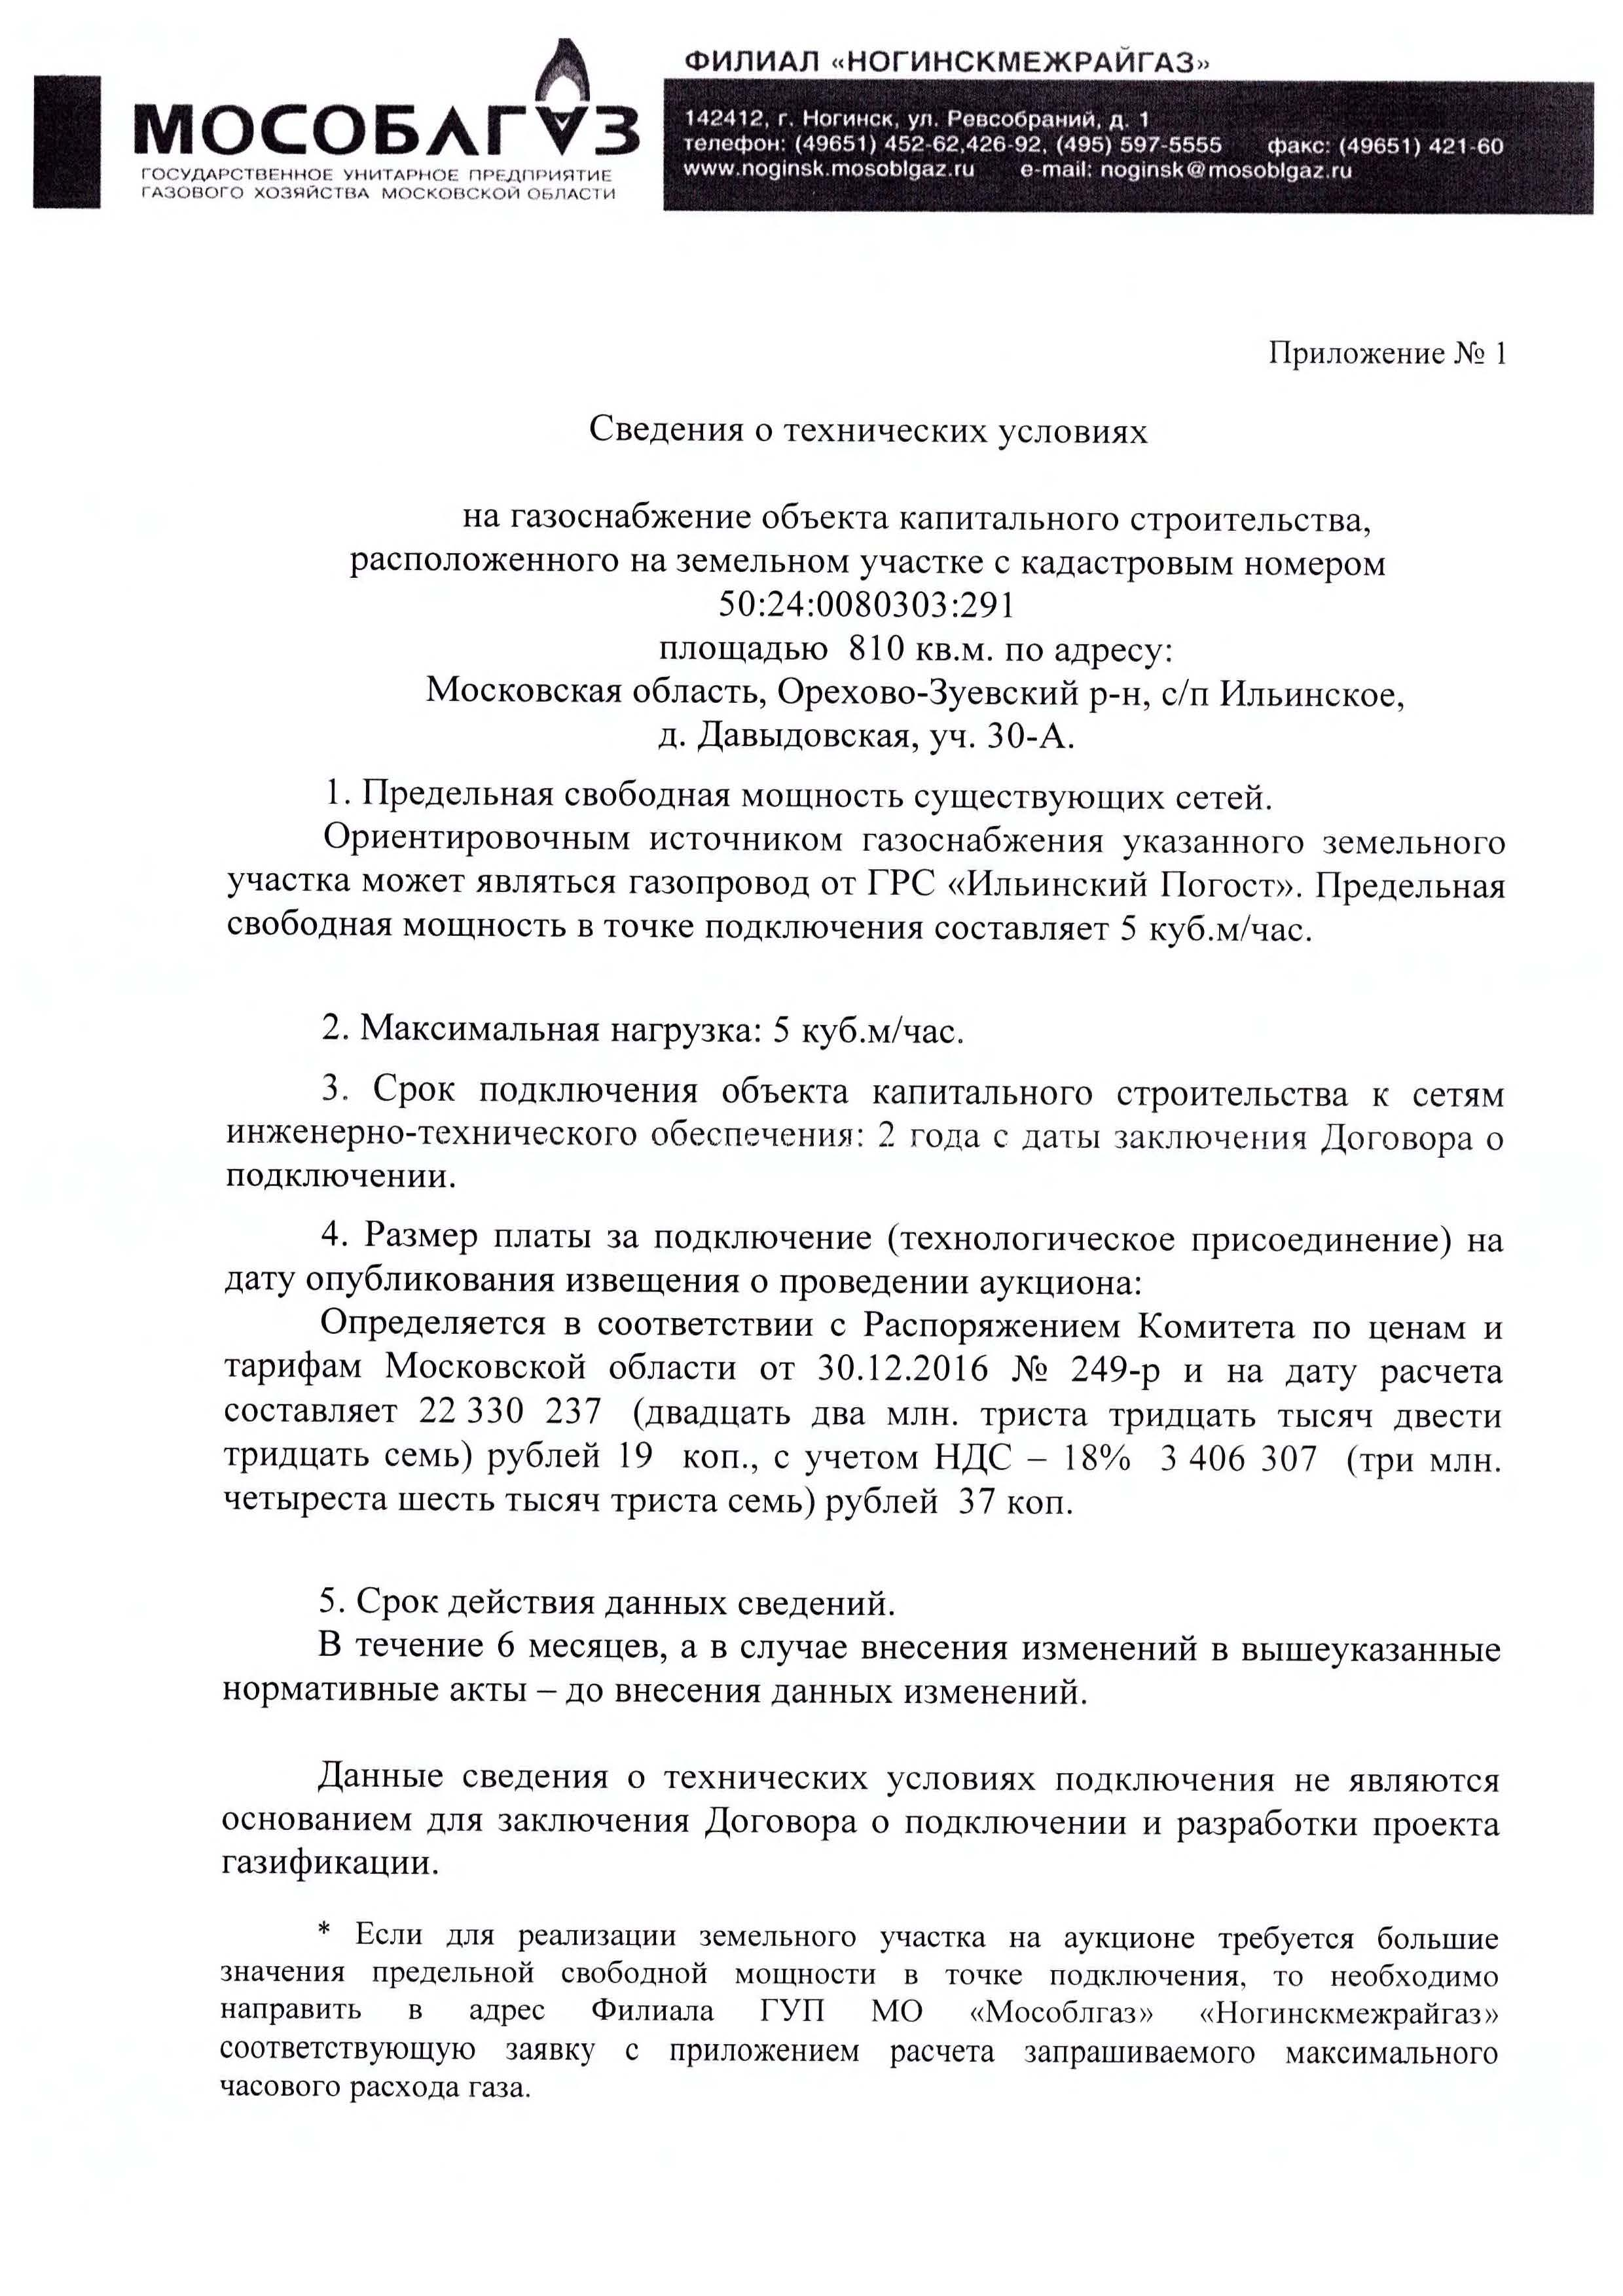 ФИЛИАЛ «НОГИНСКМЕЖРАЙГАЗ»
МОСОБЛГАЗ
ГОСУДАРСТВЕННОЕ УНИТАРНОЕ ПРЕДПРИЯТИЕ
ГАЗОВОГО ХОЗЯЙСТВА МОСКОВСКОЙ ОБЛАСТИ
142412, г. Ногинск, ул. Ревсобраний, д. 1
телефон: (49651) 452-62,426-92, (495) 597-5555 факс: (49651) 421-60
www.noginsk.mosoblgaz.ru e-mail: noginsk@mosoblgaz.ru
Приложение № 1
Сведения о технических условиях
на газоснабжение объекта капитального строительства,
расположенного на земельном участке с кадастровым номером
50:24:0080303:291
площадью 810 кв.м. по адресу:
Московская область, Орехово-Зуевский р-н, с/п Ильинское,
д. Давыдовская, уч. 30-А.
1. Предельная свободная мощность существующих сетей.
Ориентировочным источником газоснабжения указанного земельного
участка может являться газопровод от ГРС «Ильинский Погост». Предельная
свободная мощность в точке подключения составляет 5 куб.м/час.
2. Максимальная нагрузка: 5 куб.м/час.
3. Срок подключения объекта капитального строительства к сетям
инженерно-технического обеспечения: 2 года с даты заключения Договора о
подключении.
4. Размер платы за подключение (технологическое присоединение) на
дату опубликования извещения о проведении аукциона:
Определяется в соответствии с Распоряжением Комитета по ценам и
тарифам Московской области от 30.12.2016 № 249-р и на дату расчета
составляет 22 330 237 (двадцать два млн. триста тридцать тысяч двести
тридцать семь) рублей 19 коп., с учетом НДС – 18% 3 406 307 (три млн.
четыреста шесть тысяч триста семь) рублей 37 коп.
5. Срок действия данных сведений.
В течение 6 месяцев, а в случае внесения изменений в вышеуказанные
нормативные акты – до внесения данных изменений.
Данные сведения о технических условиях подключения не являются
основанием для заключения Договора о подключении и разработки проекта
газификации.
* Если для реализации земельного участка на аукционе требуется большие
значения предельной свободной мощности в точке подключения, то необходимо
направить в адрес Филиала ГУП МО «Мособлгаз» «Ногинскмежрайгаз»
соответствующую заявку с приложением расчета запрашиваемого максимального
часового расхода газа.